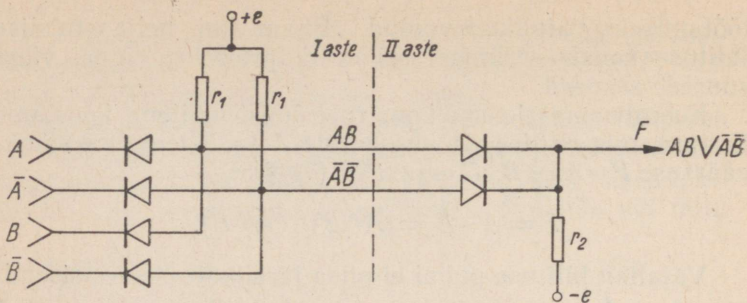 +e
I aste | II aste
r₁ r₁
A AB F AB∨ĀB̄
Ā ĀB̄
B
r₂
B̄
-e